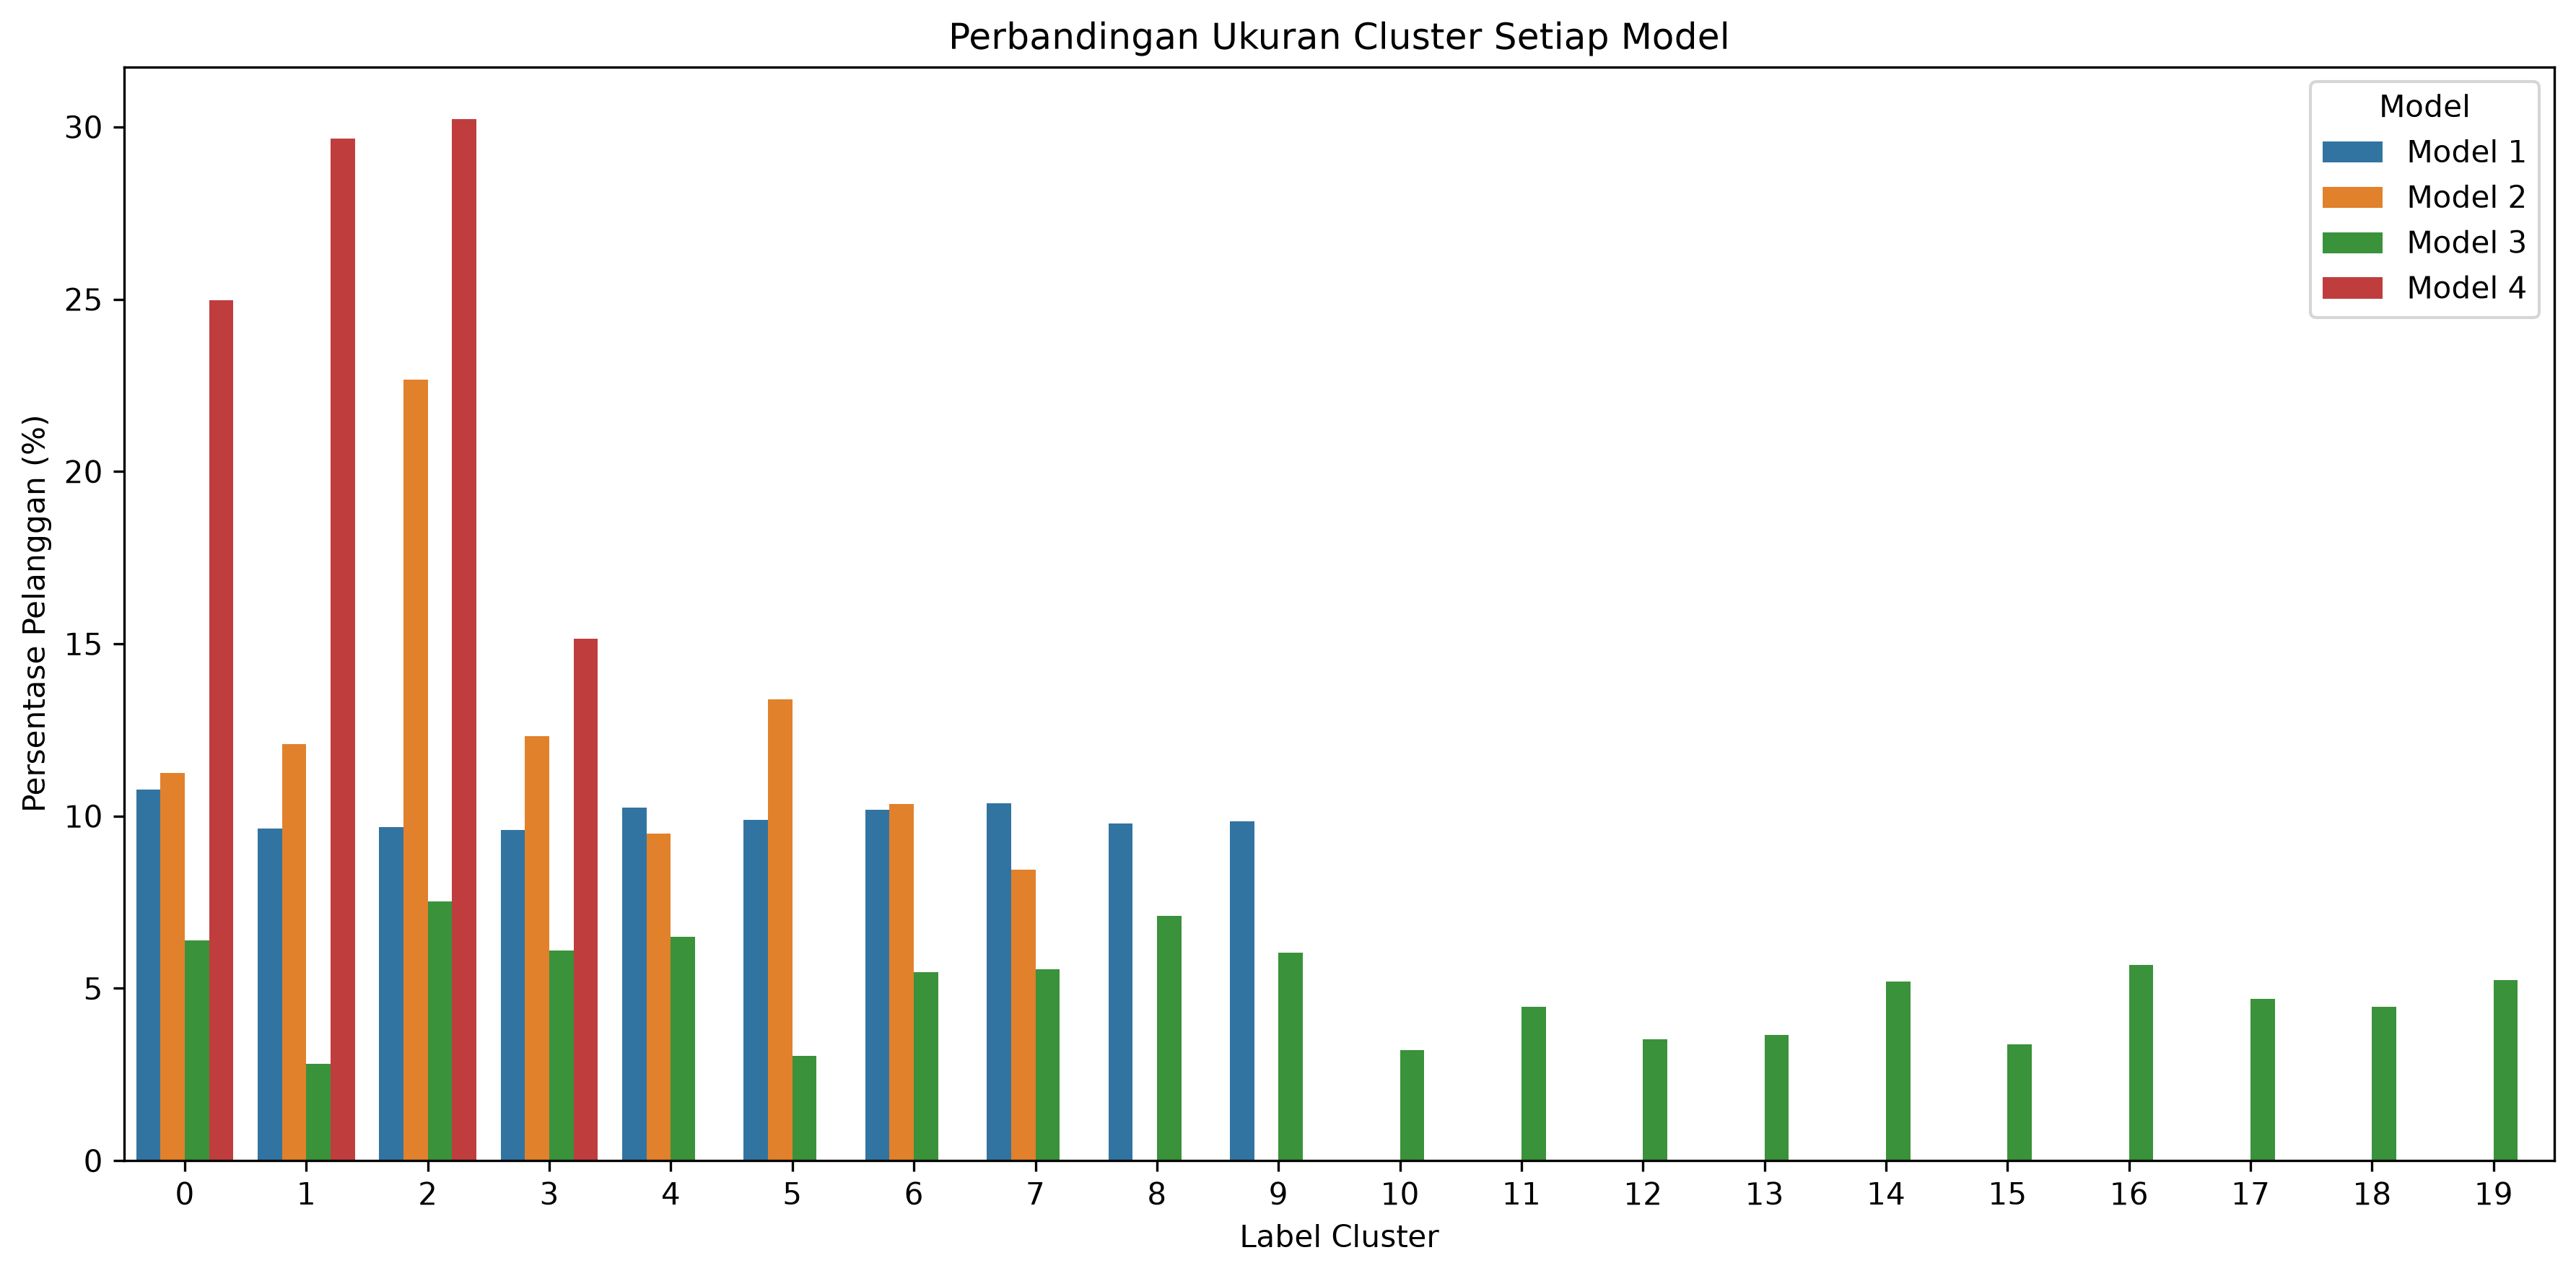 Perbandingan Ukuran Cluster Setiap Model
Persentase Pelanggan (%)
30
25
20
15
10
5
0
Model
Model 1
Model 2
Model 3
Model 4
0 1 2 3 4 5 6 7 8 9 10 11 12 13 14 15 16 17 18 19
Label Cluster